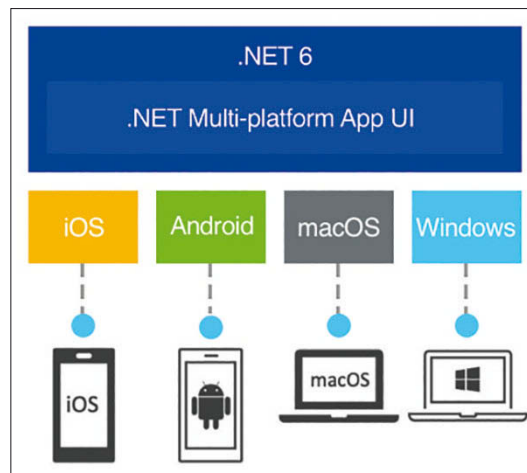 .NET 6
.NET Multi-platform App UI
iOS
Android
macOS
Windows
iOS
macOS